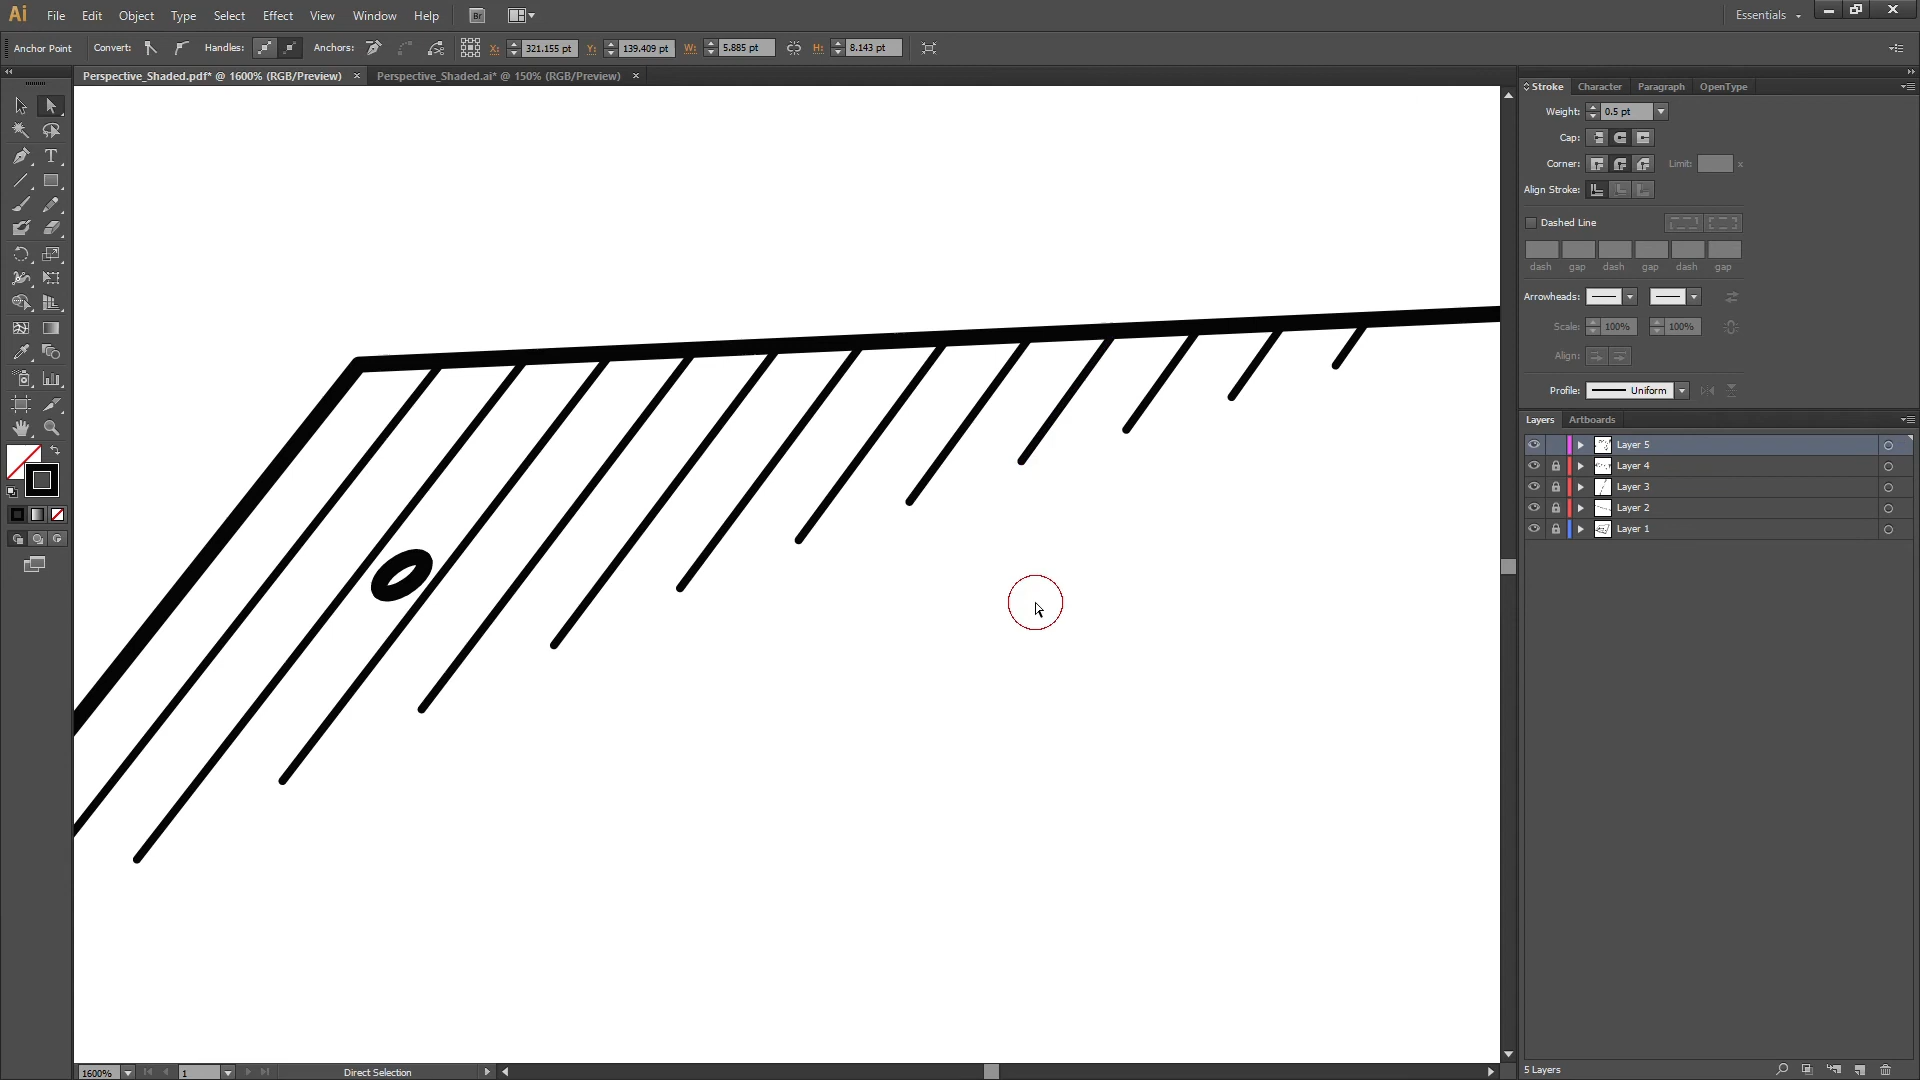 Ai File Edit Object Type Select Effect View Window Help Br Essentials
Anchor Point Convert: Handles: Anchors: X: 321.155 pt Y: 139.409 pt W: 5.885 pt H: 8.143 pt
Perspective_Shaded.pdf* @ 1600% (RGB/Preview) × Perspective_Shaded.ai* @ 150% (RGB/Preview) ×
Stroke Character Paragraph OpenType
Weight: 0.5 pt
Cap:
Corner: Limit: x
Align Stroke:
Dashed Line
dash gap dash gap dash gap
Arrowheads:
Scale: 100% 100%
Align:
Profile: Uniform
Layers Artboards
Layer 5
Layer 4
Layer 3
Layer 2
Layer 1
1600% 1 Direct Selection
5 Layers